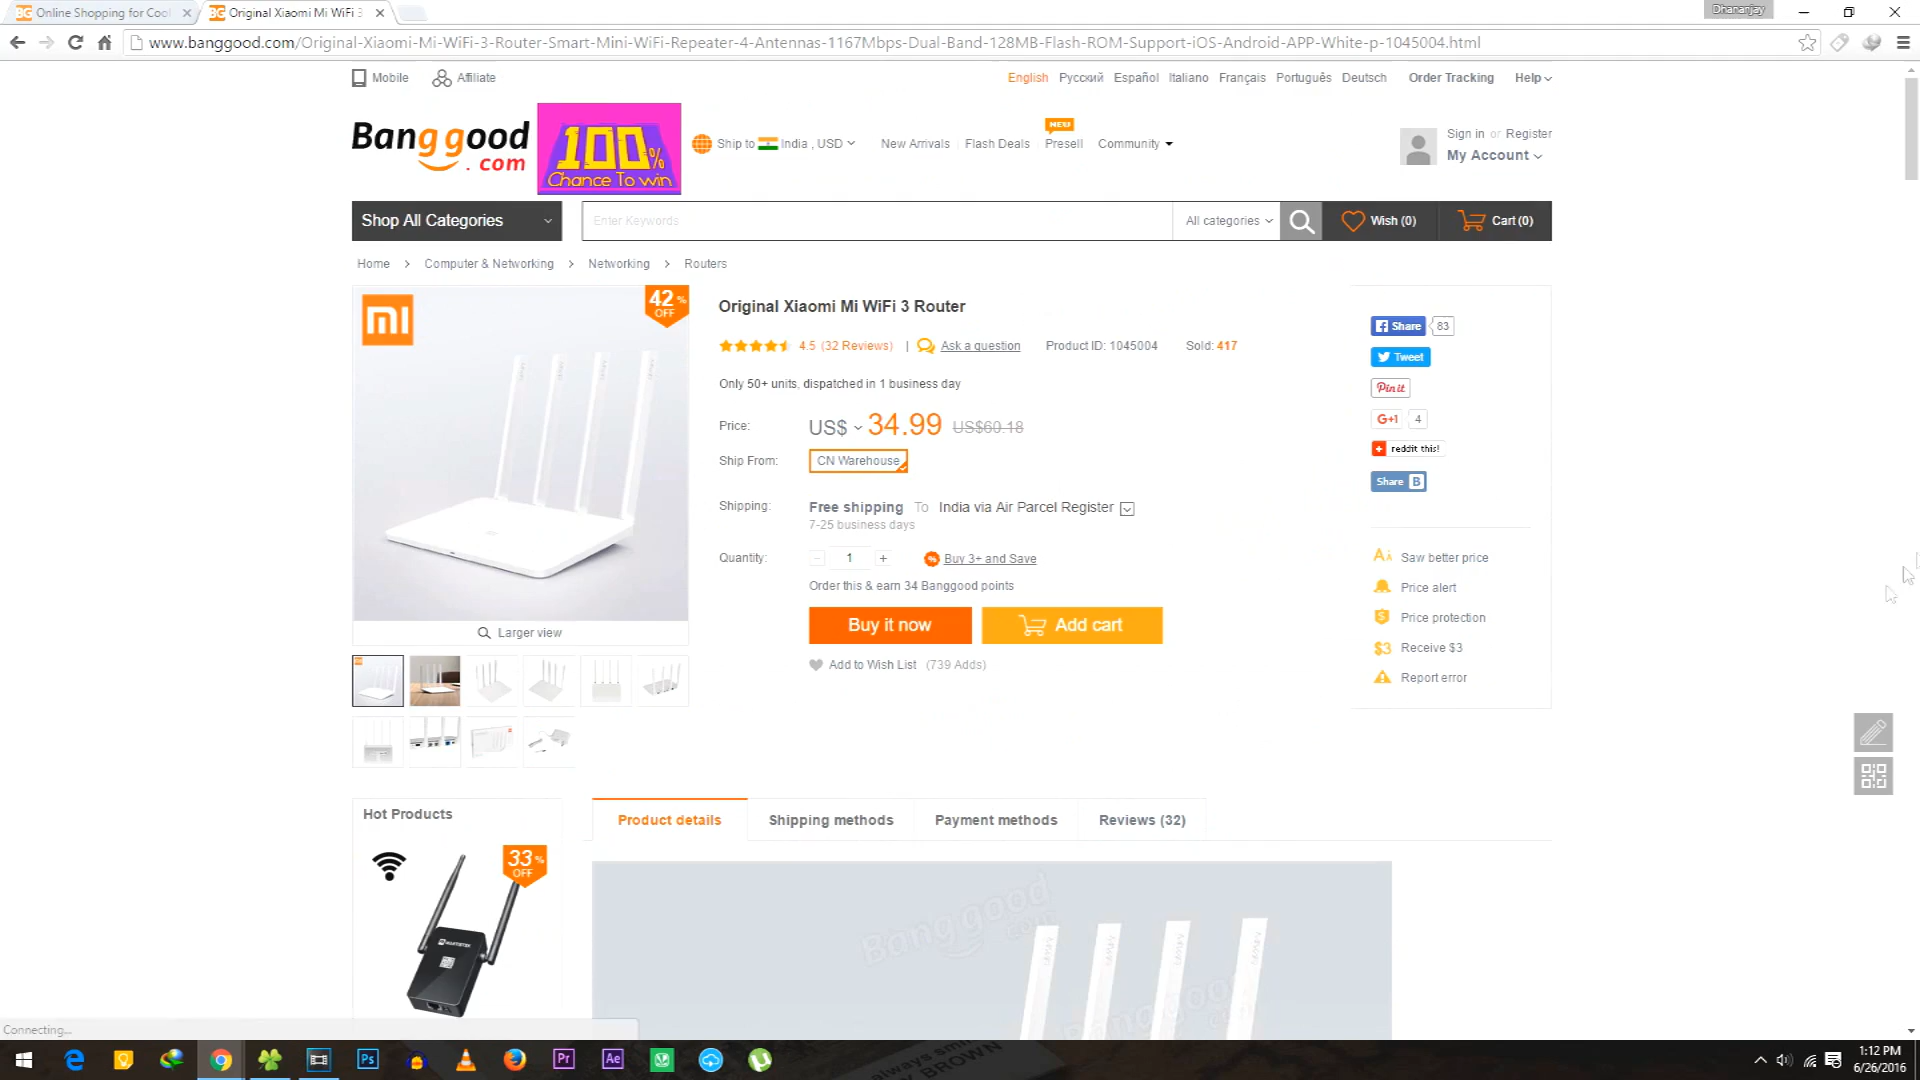 Online Shopping for Cool
Original Xiaomi Mi WiFi 3
Dhananjay
www.banggood.com/Original-Xiaomi-Mi-WiFi-3-Router-Smart-Mini-WiFi-Repeater-4-Antennas-1167Mbps-Dual-Band-128MB-Flash-ROM-Support-iOS-Android-APP-White-p-1045004.html
Mobile Affiliate
English Русский Español Italiano Français Português Deutsch Order Tracking Help
Banggood.com
100% Chance To win
Ship to India , USD
New Arrivals Flash Deals Presell Community
NEW
Sign in or Register
My Account
Shop All Categories
Enter Keywords
All categories
Wish (0)
Cart (0)
Home > Computer & Networking > Networking > Routers
mi
42% OFF
Original Xiaomi Mi WiFi 3 Router
4.5 (32 Reviews) | Ask a question Product ID: 1045004 Sold: 417
Only 50+ units, dispatched in 1 business day
Price: US$ 34.99 US$60.18
Ship From: CN Warehouse
Shipping: Free shipping To India via Air Parcel Register
7-25 business days
Quantity: - 1 + Buy 3+ and Save
Order this & earn 34 Banggood points
Buy it now
Add cart
Add to Wish List (739 Adds)
Larger view
Share 83
Tweet
Pin it
G+1 4
reddit this!
Share B
Saw better price
Price alert
Price protection
Receive $3
Report error
Hot Products
33% OFF
Product details
Shipping methods
Payment methods
Reviews (32)
Banggood.com
Banggood
Connecting...
Ps
Pr
Ae
always smi
BROWN
1:12 PM
6/26/2016